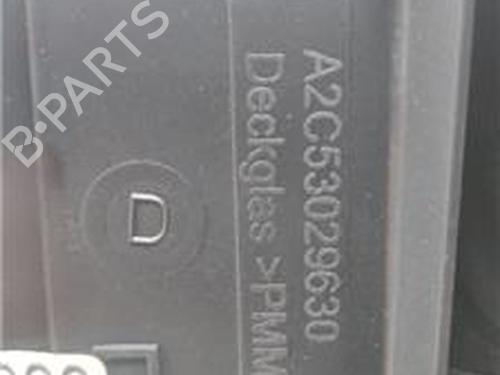 B-PARTS
A2C53029630
Deckglas >PMM
D